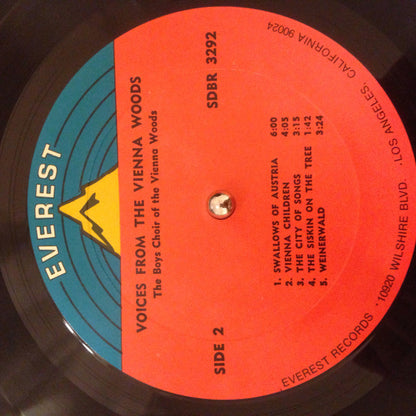 EVEREST
VOICES FROM THE VIENNA WOODS
The Boys Choir of the Vienna Woods
SIDE 2
SDBR 3292
1. SWALLOWS OF AUSTRIA 6:00
2. VIENNA CHILDREN 4:05
3. THE CITY OF SONGS 3:15
4. THE SISKIN ON THE TREE 1:42
5. WEINERWALD 3:24
EVEREST RECORDS · 10920 WILSHIRE BLVD. · LOS ANGELES, CALIFORNIA 90024